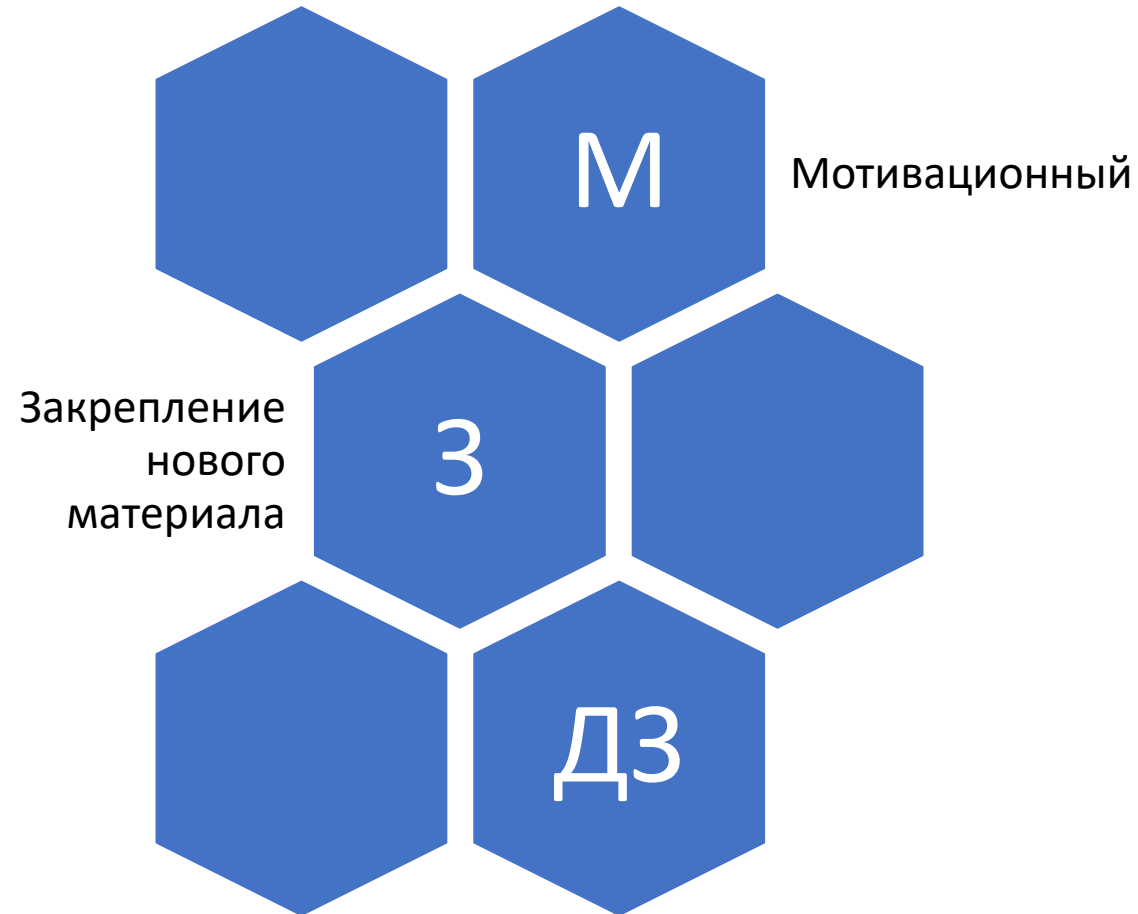 М
Мотивационный
Закрепление
нового
материала
З
ДЗ